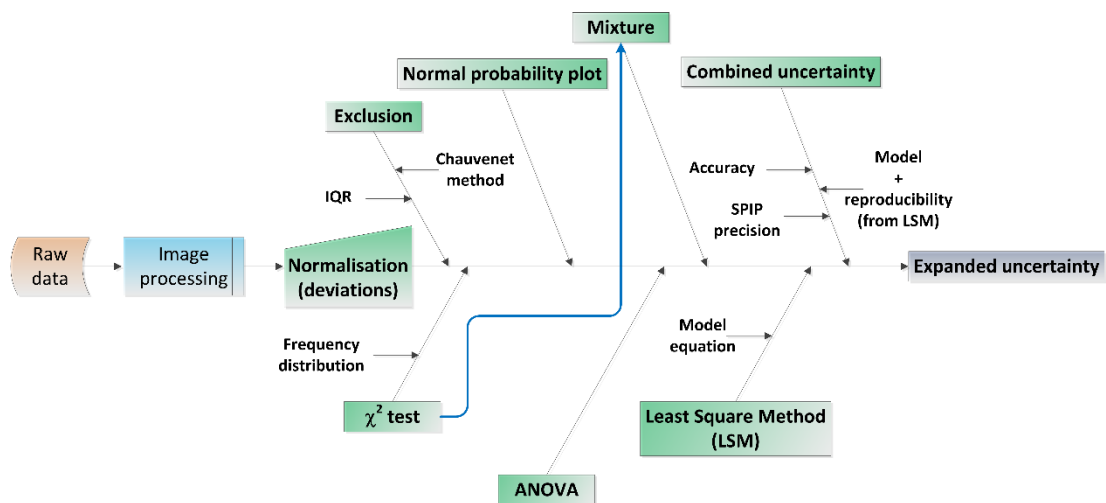 Mixture
Normal probability plot
Combined uncertainty
Exclusion
Chauvenet
method
IQR
Accuracy
Model
+
reproducibility
(from LSM)
SPIP
precision
Raw
data
Image
processing
Normalisation
(deviations)
Expanded uncertainty
Frequency
distribution
Model
equation
χ² test
Least Square Method
(LSM)
ANOVA